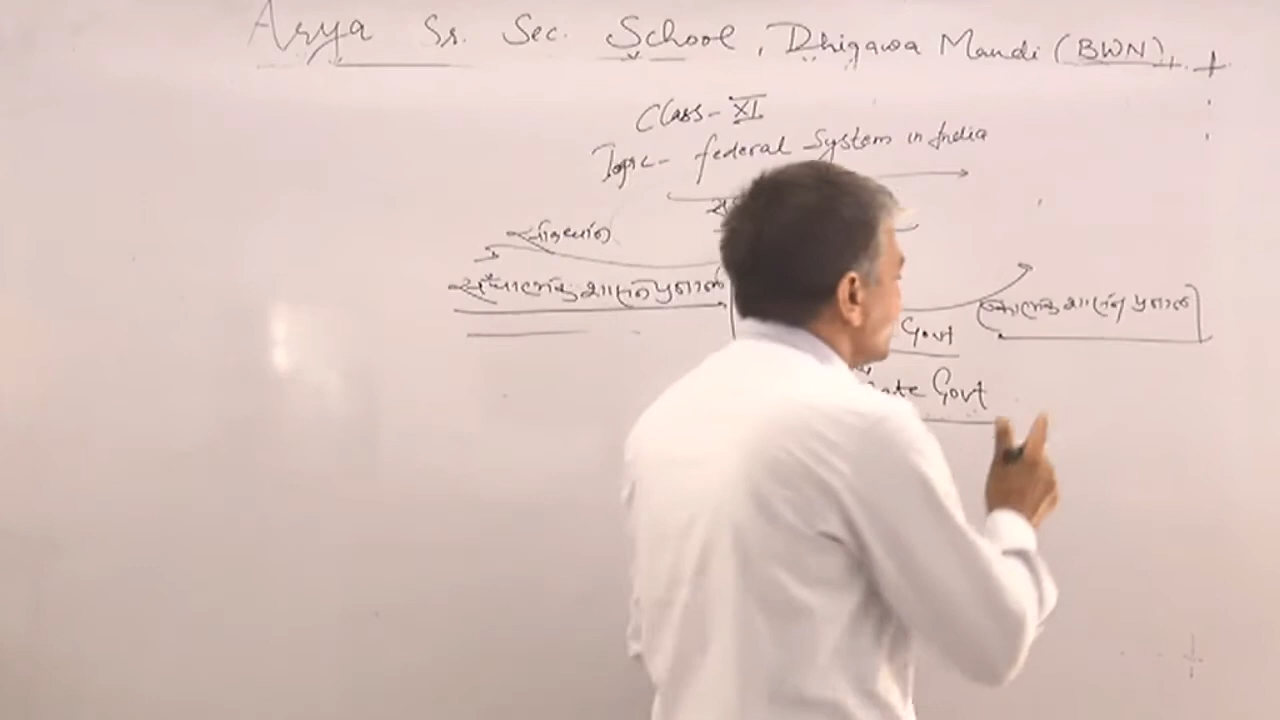 Arya Sr. Sec. School, Dhigawa Mandi (BWN)
Class - XI
Topic - federal System in India
संविधान
संघात्मक शासन प्रणाली
एकात्मक शासन प्रणाली
Govt
Govt